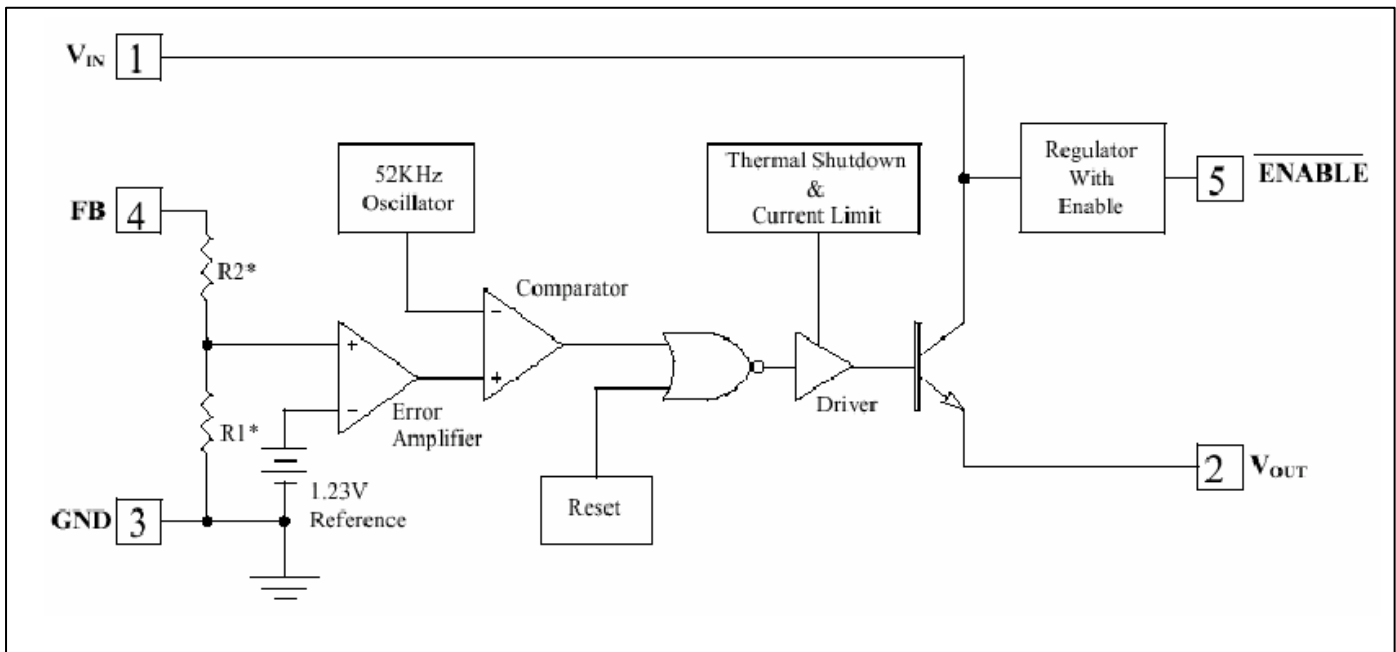 VIN 1
52KHz
Oscillator
Thermal Shutdown
&
Current Limit
Regulator
With
Enable
5 ENABLE
FB 4
R2*
Comparator
−
+
+
−
Error
Amplifier
Driver
R1*
1.23V
Reference
Reset
2 VOUT
GND 3